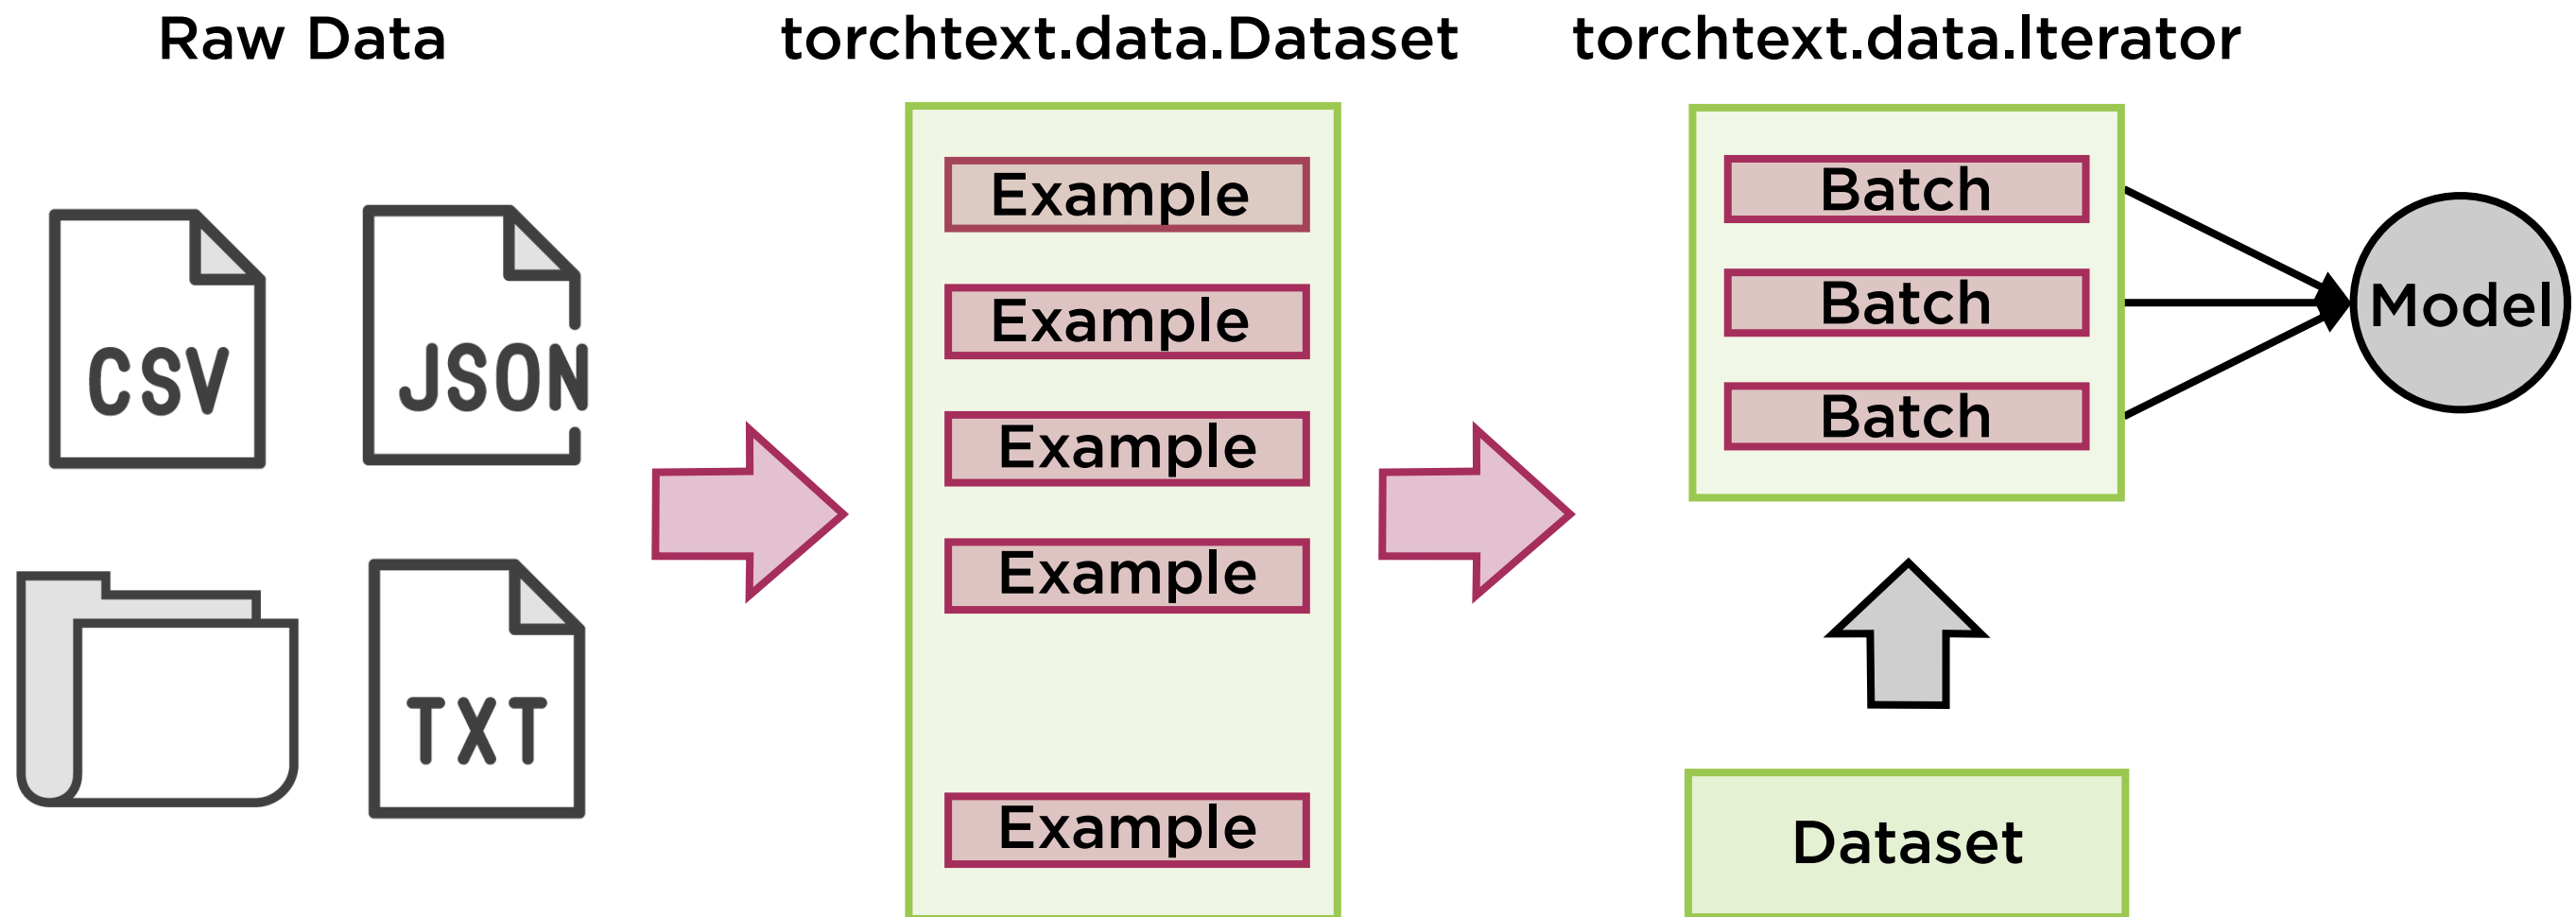 Raw Data
torchtext.data.Dataset
torchtext.data.Iterator
CSV
JSON
TXT
Example
Example
Example
Example
Example
Batch
Batch
Batch
Model
Dataset